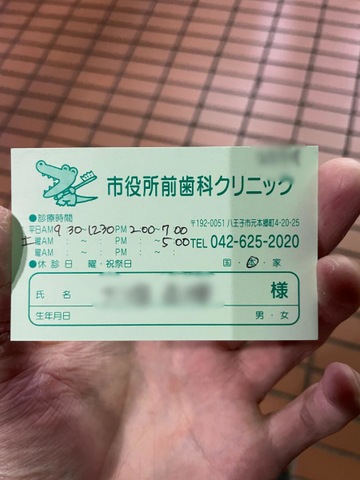 市役所前歯科クリニック
●診療時間
〒192-0051 八王子市元本郷町4-20-25
平日AM 9:30~12:30 PM 2:00~7:00
土曜AM : ~ : PM : ~5:00 TEL 042-625-2020
曜AM : ~ : PM : ~ :
●休診日 曜・祝祭日 国・社・家
氏名 様
生年月日 男・女